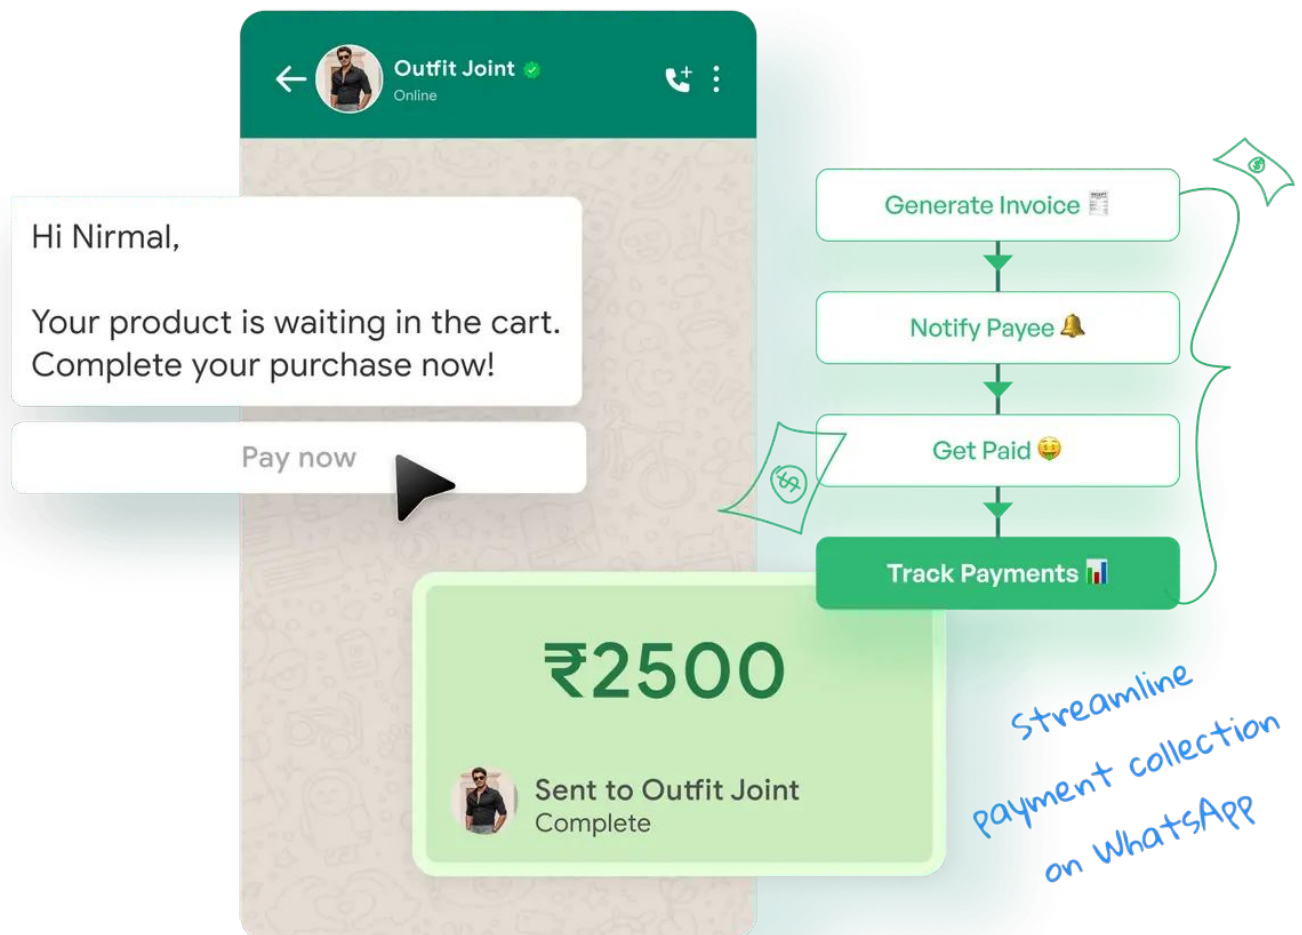 Outfit Joint
Online
Hi Nirmal,
Your product is waiting in the cart.
Complete your purchase now!
Pay now
₹2500
Sent to Outfit Joint
Complete
Generate Invoice
Notify Payee
Get Paid
Track Payments
Streamline
payment collection
on WhatsApp